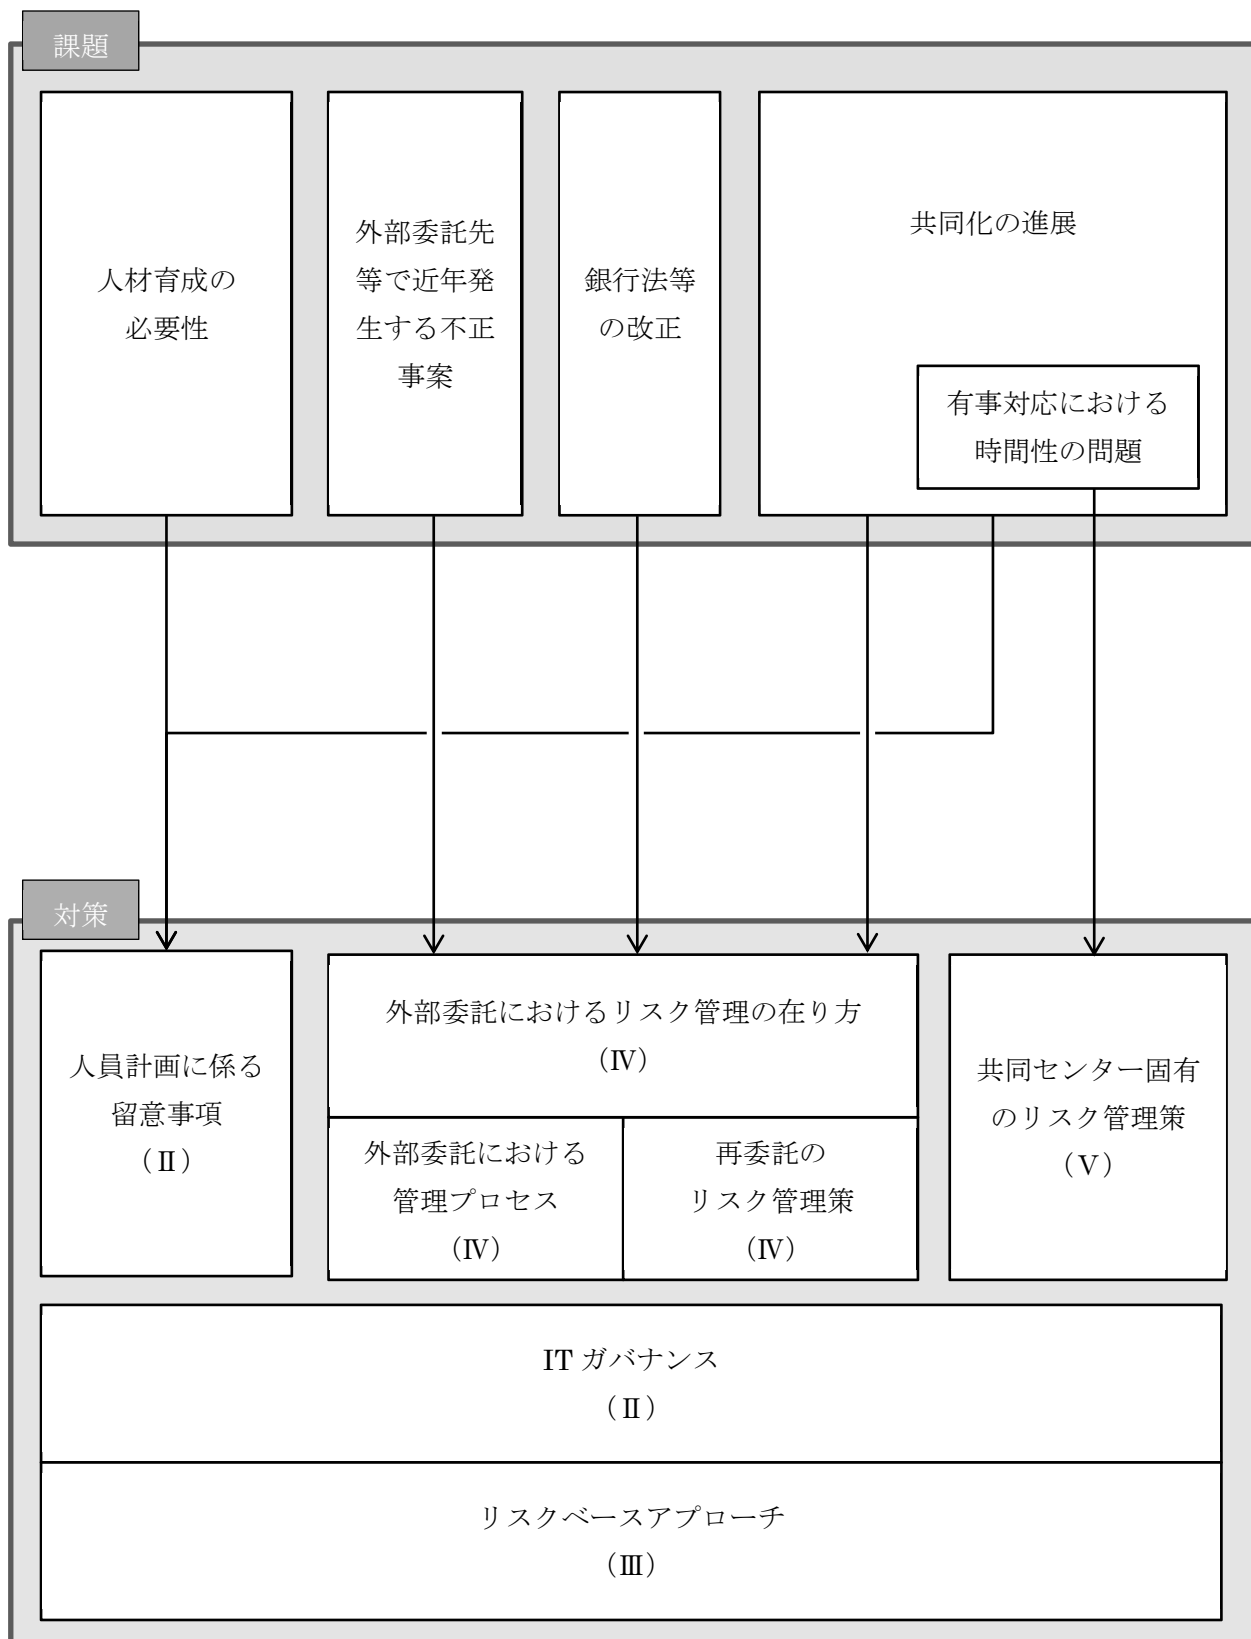 課題
人材育成の
必要性
外部委託先
等で近年発
生する不正
事案
銀行法等
の改正
共同化の進展
有事対応における
時間性の問題
対策
人員計画に係る
留意事項
（Ⅱ）
外部委託におけるリスク管理の在り方
（Ⅳ）
外部委託における
管理プロセス
（Ⅳ）
再委託の
リスク管理策
（Ⅳ）
共同センター固有
のリスク管理策
（Ⅴ）
IT ガバナンス
（Ⅱ）
リスクベースアプローチ
（Ⅲ）